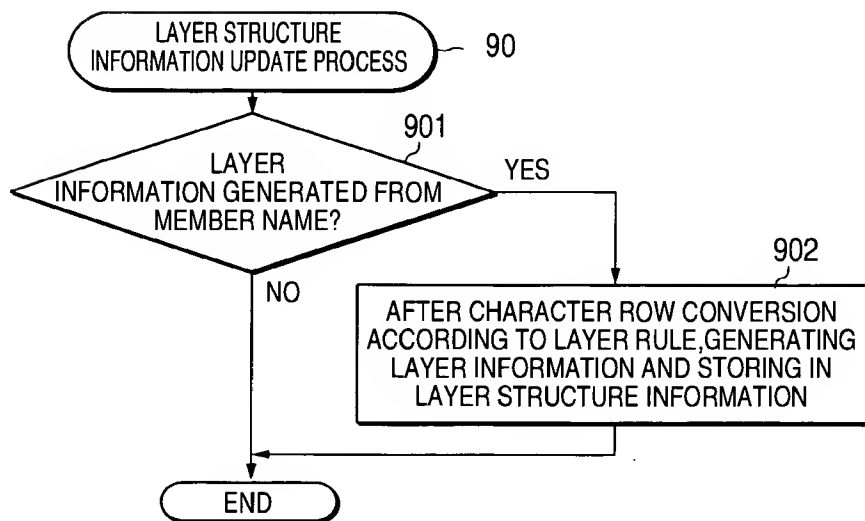 LAYER STRUCTURE
INFORMATION UPDATE PROCESS
90
901
LAYER
INFORMATION GENERATED FROM
MEMBER NAME?
YES
NO
902
AFTER CHARACTER ROW CONVERSION
ACCORDING TO LAYER RULE,GENERATING
LAYER INFORMATION AND STORING IN
LAYER STRUCTURE INFORMATION
END